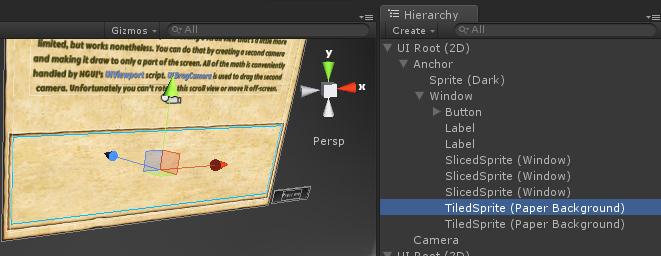 Gizmos
All
limited, but works nonetheless. You can do that by creating a second camera
and making it draw to only a part of the screen. All of the math is conveniently
handled by NGUI's UIViewport script. UIDragCamera is used to drag the second
camera. Unfortunately you can't
this scroll view or move it off-screen.
y
x
Persp
Hierarchy
Create
All
UI Root (2D)
Anchor
Sprite (Dark)
Window
Button
Label
Label
SlicedSprite (Window)
SlicedSprite (Window)
SlicedSprite (Window)
TiledSprite (Paper Background)
TiledSprite (Paper Background)
Camera
UI Root (2D)